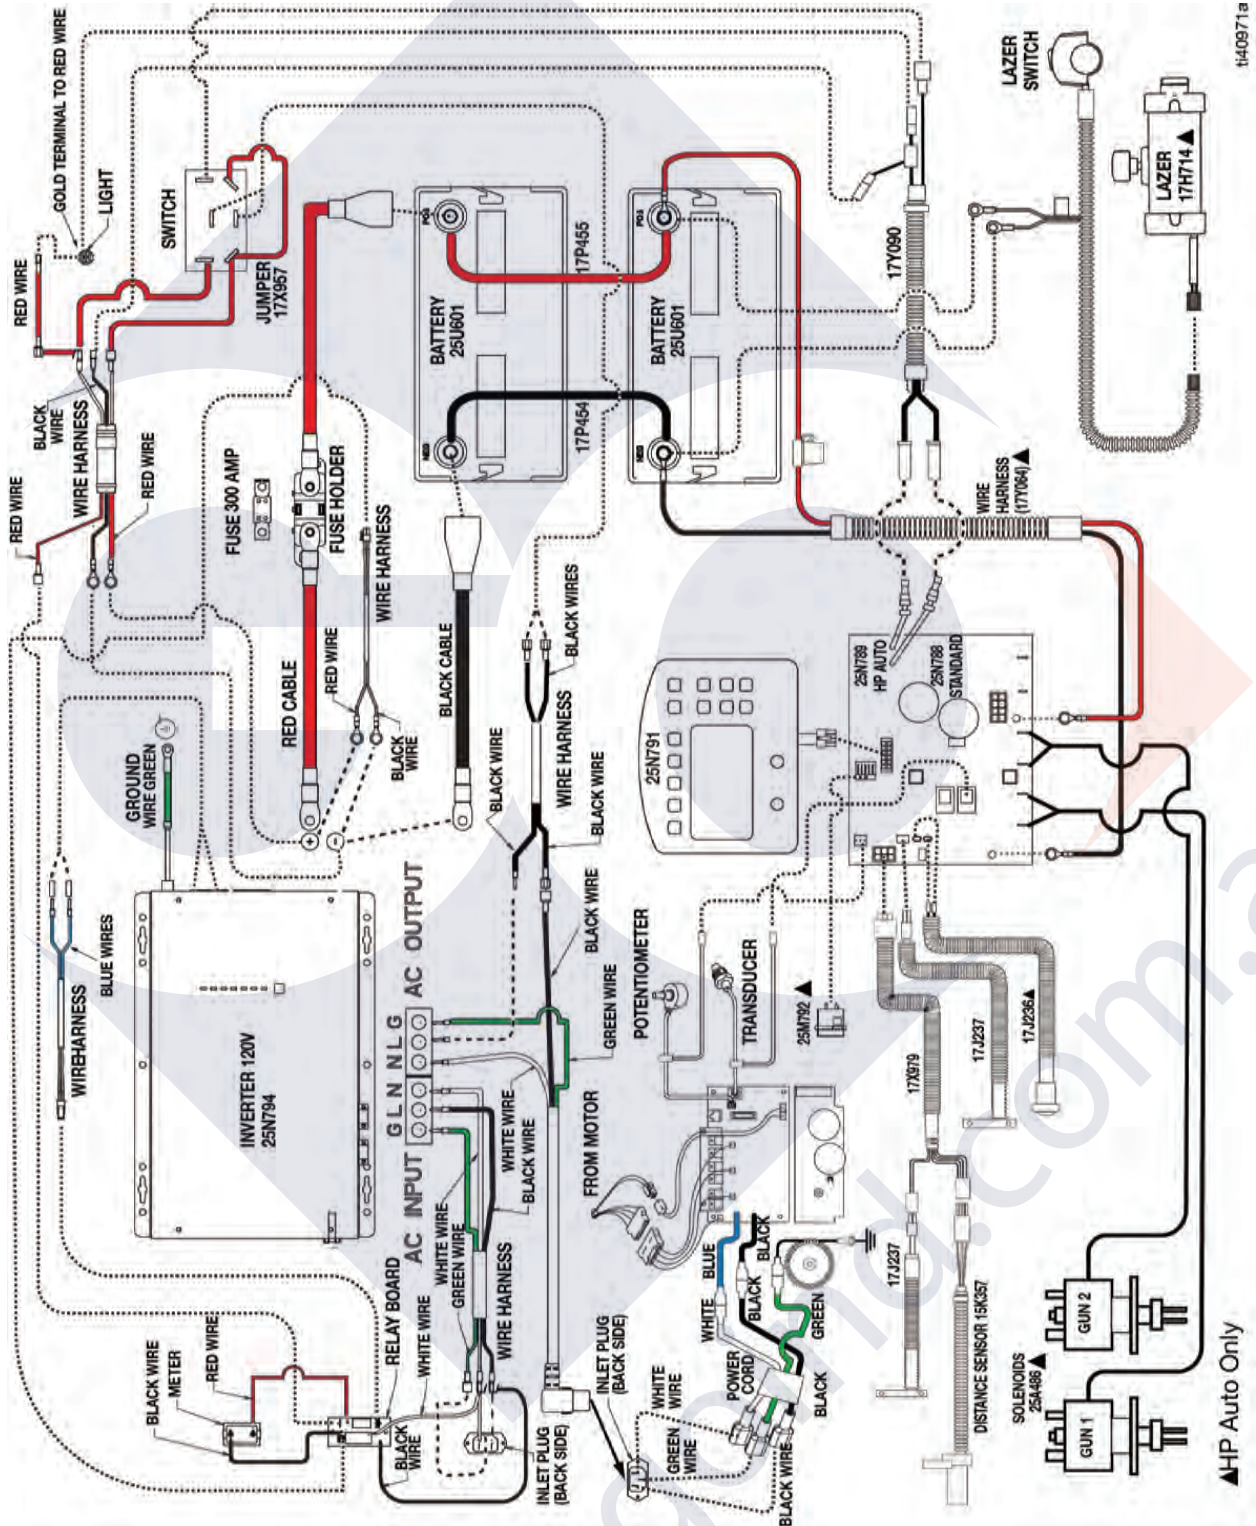 ti40971a
GOLD TERMINAL TO RED WIRE
LIGHT
RED WIRE
SWITCH
JUMPER
17X957
BLACK
WIRE
WIRE HARNESS
RED WIRE
RED WIRE
FUSE 300 AMP
FUSE HOLDER
WIRE HARNESS
RED CABLE
RED WIRE
BLACK
WIRE
BLACK CABLE
POS
NEG
BATTERY
25U601
17P455
17P454
POS
NEG
BATTERY
25U601
17Y090
LAZER
SWITCH
LAZER
17H714▲
WIRE
HARNESS
(17Y064)▲
BLACK WIRES
WIRE HARNESS
BLACK WIRE
BLACK WIRE
BLACK WIRE
GREEN WIRE
GROUND
WIRE GREEN
BLUE WIRES
WIREHARNESS
INVERTER 120V
25N794
AC INPUT
G L N
AC OUTPUT
N L G
+
-
25N791
25N789
HP AUTO
25N788
STANDARD
POTENTIOMETER
TRANSDUCER
25M792▲
FROM MOTOR
WHITE WIRE
BLACK WIRE
WHITE WIRE
GREEN WIRE
WIRE HARNESS
RELAY BOARD
WHITE WIRE
BLACK WIRE
METER
RED WIRE
BLACK
WIRE
INLET PLUG
(BACK SIDE)
INLET PLUG
(BACK SIDE)
WHITE
WIRE
GREEN
WIRE
BLACK WIRE
POWER
CORD
WHITE
BLUE
BLACK
BLACK
GREEN
BLACK
17X979
17J237
17J236▲
17J237
DISTANCE SENSOR 15K357
SOLENOIDS
25A486▲
GUN 1
GUN 2
▲HP Auto Only